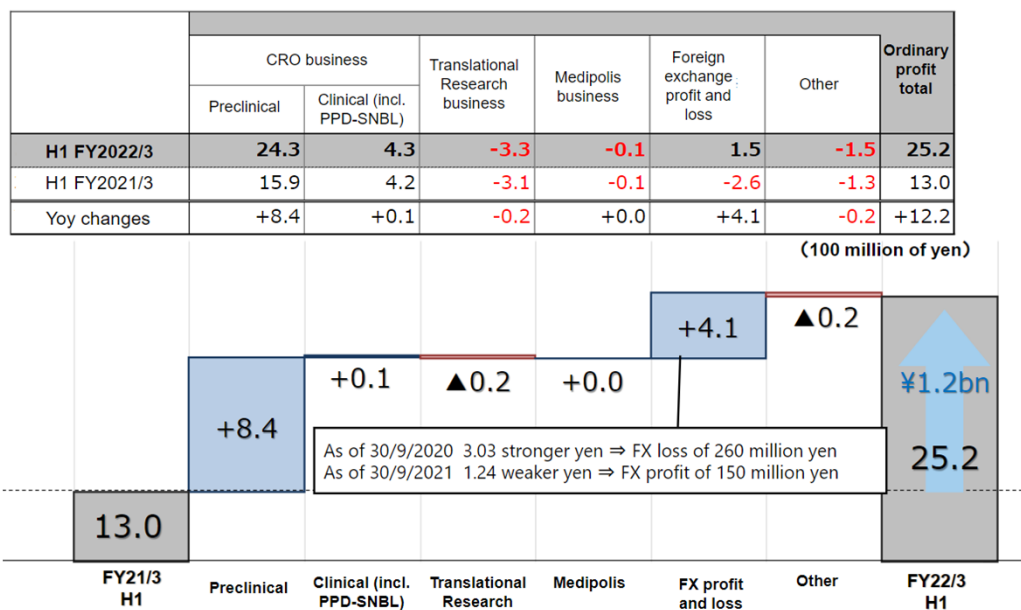 CRO business
Translational Research business
Medipolis business
Foreign exchange profit and loss
Other
Ordinary profit total
Preclinical
Clinical (incl. PPD-SNBL)
H1 FY2022/3 24.3 4.3 -3.3 -0.1 1.5 -1.5 25.2
H1 FY2021/3 15.9 4.2 -3.1 -0.1 -2.6 -1.3 13.0
Yoy changes +8.4 +0.1 -0.2 +0.0 +4.1 -0.2 +12.2
(100 million of yen)
+4.1
▲0.2
+0.1
▲0.2
+0.0
¥1.2bn
+8.4
As of 30/9/2020 3.03 stronger yen ⇒ FX loss of 260 million yen
As of 30/9/2021 1.24 weaker yen ⇒ FX profit of 150 million yen
25.2
13.0
FY21/3 H1
Preclinical
Clinical (incl. PPD-SNBL)
Translational Research
Medipolis
FX profit and loss
Other
FY22/3 H1